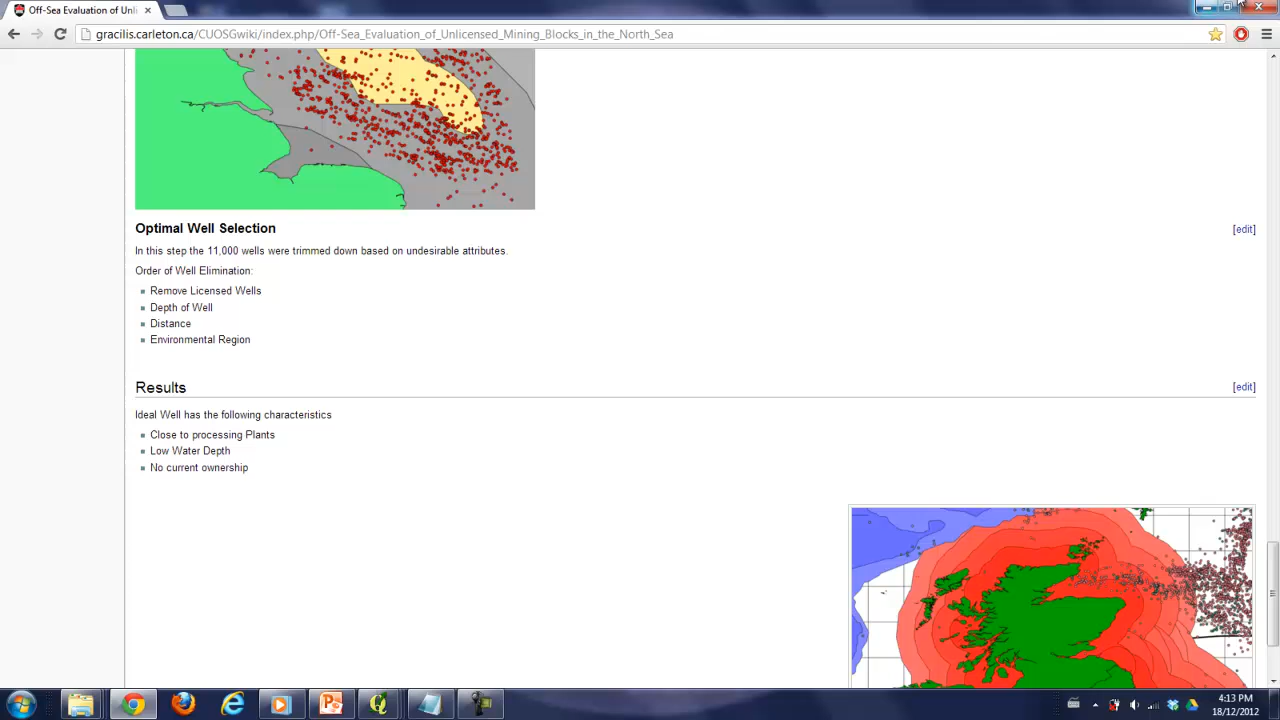 Off-Sea Evaluation of Unli
gracilis.carleton.ca/CUOSGwiki/index.php/Off-Sea_Evaluation_of_Unlicensed_Mining_Blocks_in_the_North_Sea
Optimal Well Selection [edit]
In this step the 11,000 wells were trimmed down based on undesirable attributes.
Order of Well Elimination:
Remove Licensed Wells
Depth of Well
Distance
Environmental Region
Results [edit]
Ideal Well has the following characteristics
Close to processing Plants
Low Water Depth
No current ownership
4:13 PM
18/12/2012